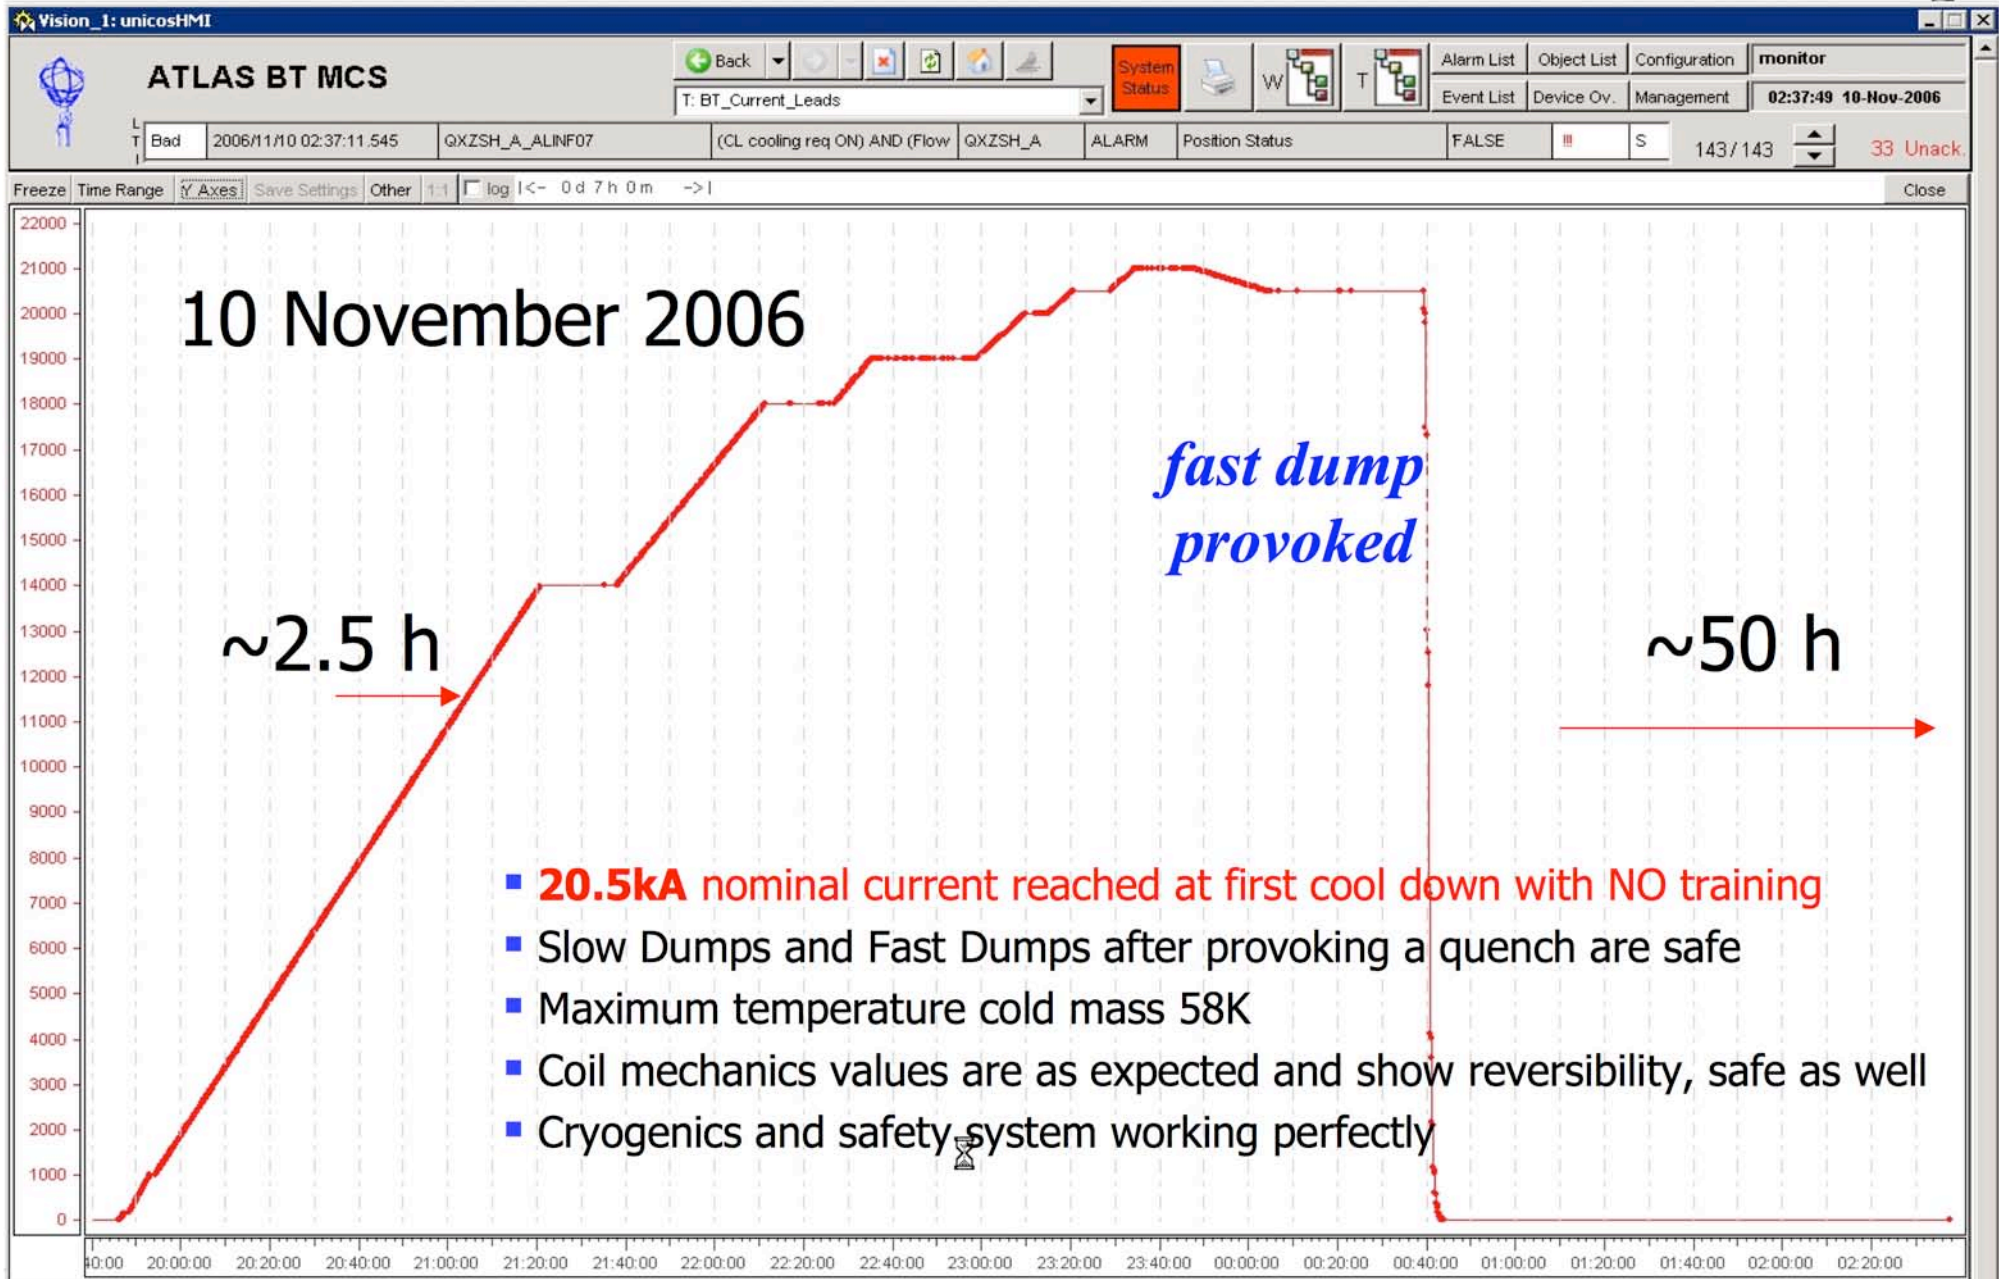 Vision_1: unicosHMI
ATLAS BT MCS
Back
T: BT_Current_Leads
System Status
W
T
Alarm List Object List Configuration monitor
Event List Device Ov. Management 02:37:49 10-Nov-2006
L
T
I
Bad 2006/11/10 02:37:11.545 QXZSH_A_ALINF07 (CL cooling req ON) AND (Flow QXZSH_A ALARM Position Status FALSE !!! S 143/143 33 Unack.
Freeze Time Range Y Axes Save Settings Other 1:1 log |<- 0 d 7 h 0 m ->| Close
22000
21000
20000
19000
18000
17000
16000
15000
14000
13000
12000
11000
10000
9000
8000
7000
6000
5000
4000
3000
2000
1000
0
10 November 2006
fast dump
provoked
~2.5 h
~50 h
▪ 20.5kA nominal current reached at first cool down with NO training
▪ Slow Dumps and Fast Dumps after provoking a quench are safe
▪ Maximum temperature cold mass 58K
▪ Coil mechanics values are as expected and show reversibility, safe as well
▪ Cryogenics and safety system working perfectly
40:00 20:00:00 20:20:00 20:40:00 21:00:00 21:20:00 21:40:00 22:00:00 22:20:00 22:40:00 23:00:00 23:20:00 23:40:00 00:00:00 00:20:00 00:40:00 01:00:00 01:20:00 01:40:00 02:00:00 02:20:00